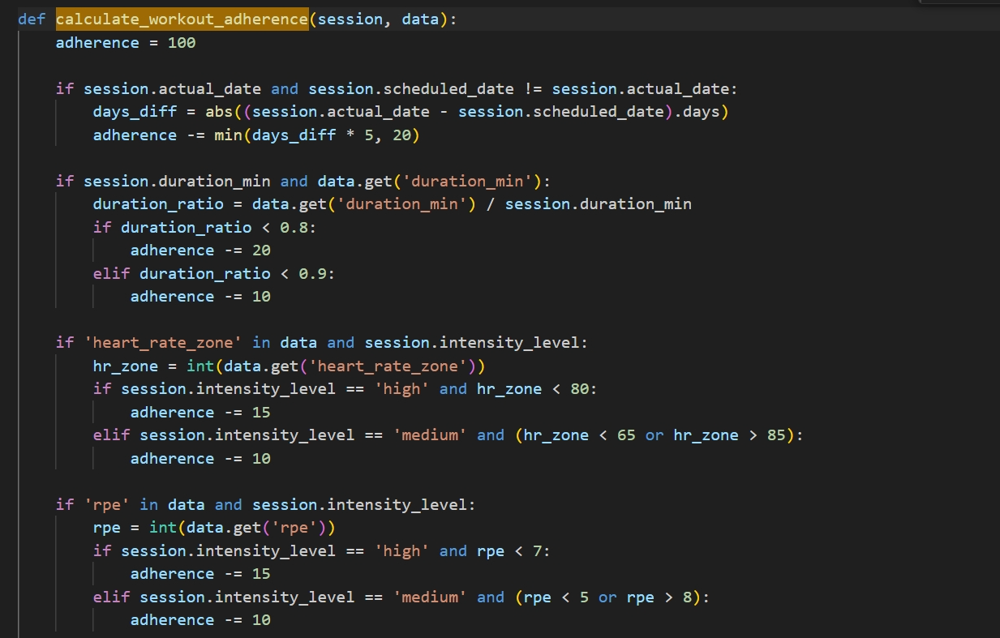 def calculate_workout_adherence(session, data):
    adherence = 100

    if session.actual_date and session.scheduled_date != session.actual_date:
        days_diff = abs((session.actual_date - session.scheduled_date).days)
        adherence -= min(days_diff * 5, 20)

    if session.duration_min and data.get('duration_min'):
        duration_ratio = data.get('duration_min') / session.duration_min
        if duration_ratio < 0.8:
            adherence -= 20
        elif duration_ratio < 0.9:
            adherence -= 10

    if 'heart_rate_zone' in data and session.intensity_level:
        hr_zone = int(data.get('heart_rate_zone'))
        if session.intensity_level == 'high' and hr_zone < 80:
            adherence -= 15
        elif session.intensity_level == 'medium' and (hr_zone < 65 or hr_zone > 85):
            adherence -= 10

    if 'rpe' in data and session.intensity_level:
        rpe = int(data.get('rpe'))
        if session.intensity_level == 'high' and rpe < 7:
            adherence -= 15
        elif session.intensity_level == 'medium' and (rpe < 5 or rpe > 8):
            adherence -= 10